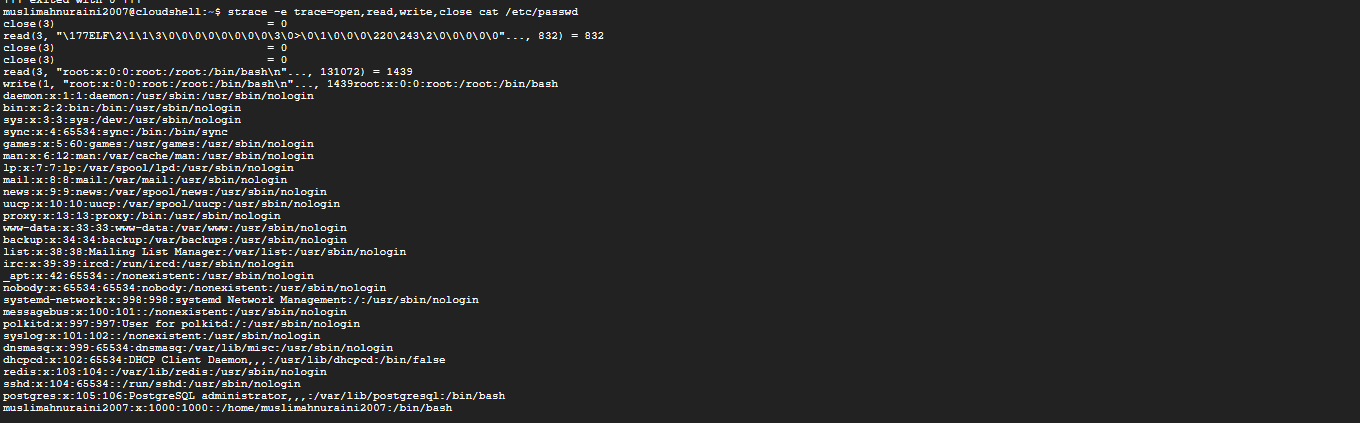 muslimahnuraini2007@cloudshell:~$ strace -e trace=open,read,write,close cat /etc/passwd
close(3)                                = 0
read(3, "\177ELF\2\1\1\3\0\0\0\0\0\0\0\0\3\0>\0\1\0\0\0\220\243\2\0\0\0\0\0"..., 832) = 832
close(3)                                = 0
close(3)                                = 0
read(3, "root:x:0:0:root:/root:/bin/bash\n"..., 131072) = 1439
write(1, "root:x:0:0:root:/root:/bin/bash\n"..., 1439root:x:0:0:root:/root:/bin/bash
daemon:x:1:1:daemon:/usr/sbin:/usr/sbin/nologin
bin:x:2:2:bin:/bin:/usr/sbin/nologin
sys:x:3:3:sys:/dev:/usr/sbin/nologin
sync:x:4:65534:sync:/bin:/bin/sync
games:x:5:60:games:/usr/games:/usr/sbin/nologin
man:x:6:12:man:/var/cache/man:/usr/sbin/nologin
lp:x:7:7:lp:/var/spool/lpd:/usr/sbin/nologin
mail:x:8:8:mail:/var/mail:/usr/sbin/nologin
news:x:9:9:news:/var/spool/news:/usr/sbin/nologin
uucp:x:10:10:uucp:/var/spool/uucp:/usr/sbin/nologin
proxy:x:13:13:proxy:/bin:/usr/sbin/nologin
www-data:x:33:33:www-data:/var/www:/usr/sbin/nologin
backup:x:34:34:backup:/var/backups:/usr/sbin/nologin
list:x:38:38:Mailing List Manager:/var/list:/usr/sbin/nologin
irc:x:39:39:ircd:/run/ircd:/usr/sbin/nologin
_apt:x:42:65534::/nonexistent:/usr/sbin/nologin
nobody:x:65534:65534:nobody:/nonexistent:/usr/sbin/nologin
systemd-network:x:998:998:systemd Network Management:/:/usr/sbin/nologin
messagebus:x:100:101::/nonexistent:/usr/sbin/nologin
polkitd:x:997:997:User for polkitd:/:/usr/sbin/nologin
syslog:x:101:102::/nonexistent:/usr/sbin/nologin
dnsmasq:x:999:65534:dnsmasq:/var/lib/misc:/usr/sbin/nologin
dhcpcd:x:102:65534:DHCP Client Daemon,,,:/usr/lib/dhcpcd:/bin/false
redis:x:103:104::/var/lib/redis:/usr/sbin/nologin
sshd:x:104:65534::/run/sshd:/usr/sbin/nologin
postgres:x:105:106:PostgreSQL administrator,,,:/var/lib/postgresql:/bin/bash
muslimahnuraini2007:x:1000:1000::/home/muslimahnuraini2007:/bin/bash